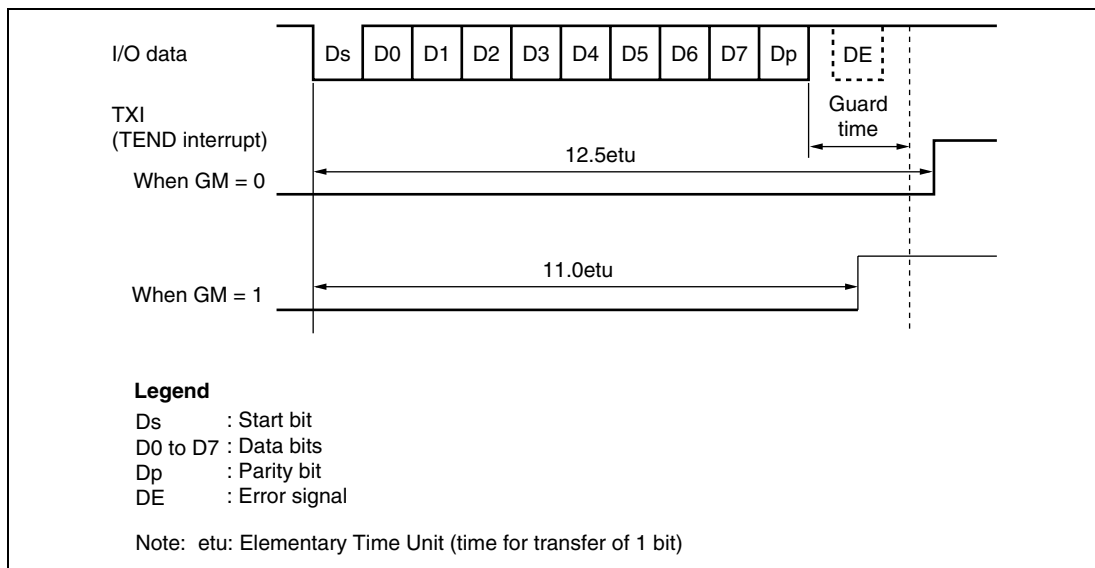 I/O data
Ds D0 D1 D2 D3 D4 D5 D6 D7 Dp DE
TXI
(TEND interrupt)
Guard
time
12.5etu
When GM = 0
11.0etu
When GM = 1
Legend
Ds : Start bit
D0 to D7 : Data bits
Dp : Parity bit
DE : Error signal
Note: etu: Elementary Time Unit (time for transfer of 1 bit)